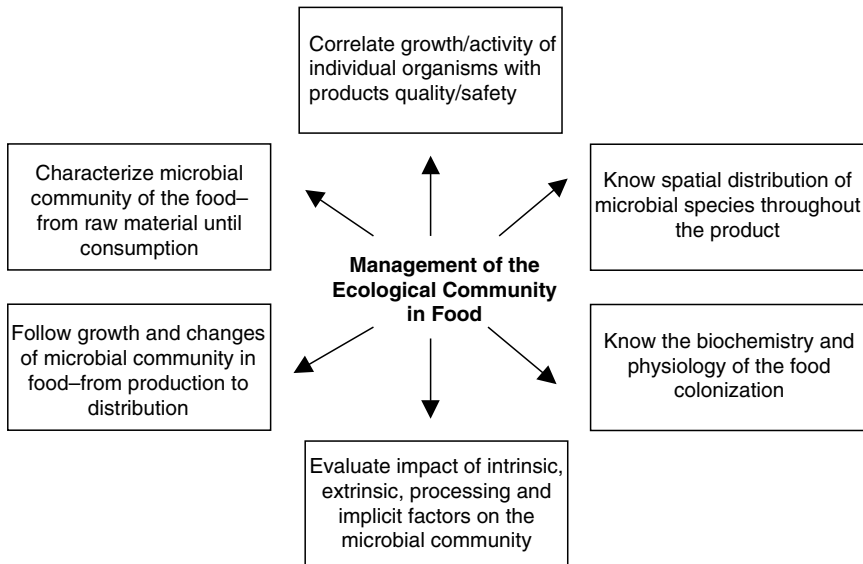 Correlate growth/activity of
individual organisms with
products quality/safety
Characterize microbial
community of the food–
from raw material until
consumption
Know spatial distribution of
microbial species throughout
the product
Management of the
Ecological Community
in Food
Follow growth and changes
of microbial community in
food–from production to
distribution
Know the biochemistry and
physiology of the food
colonization
Evaluate impact of intrinsic,
extrinsic, processing and
implicit factors on the
microbial community